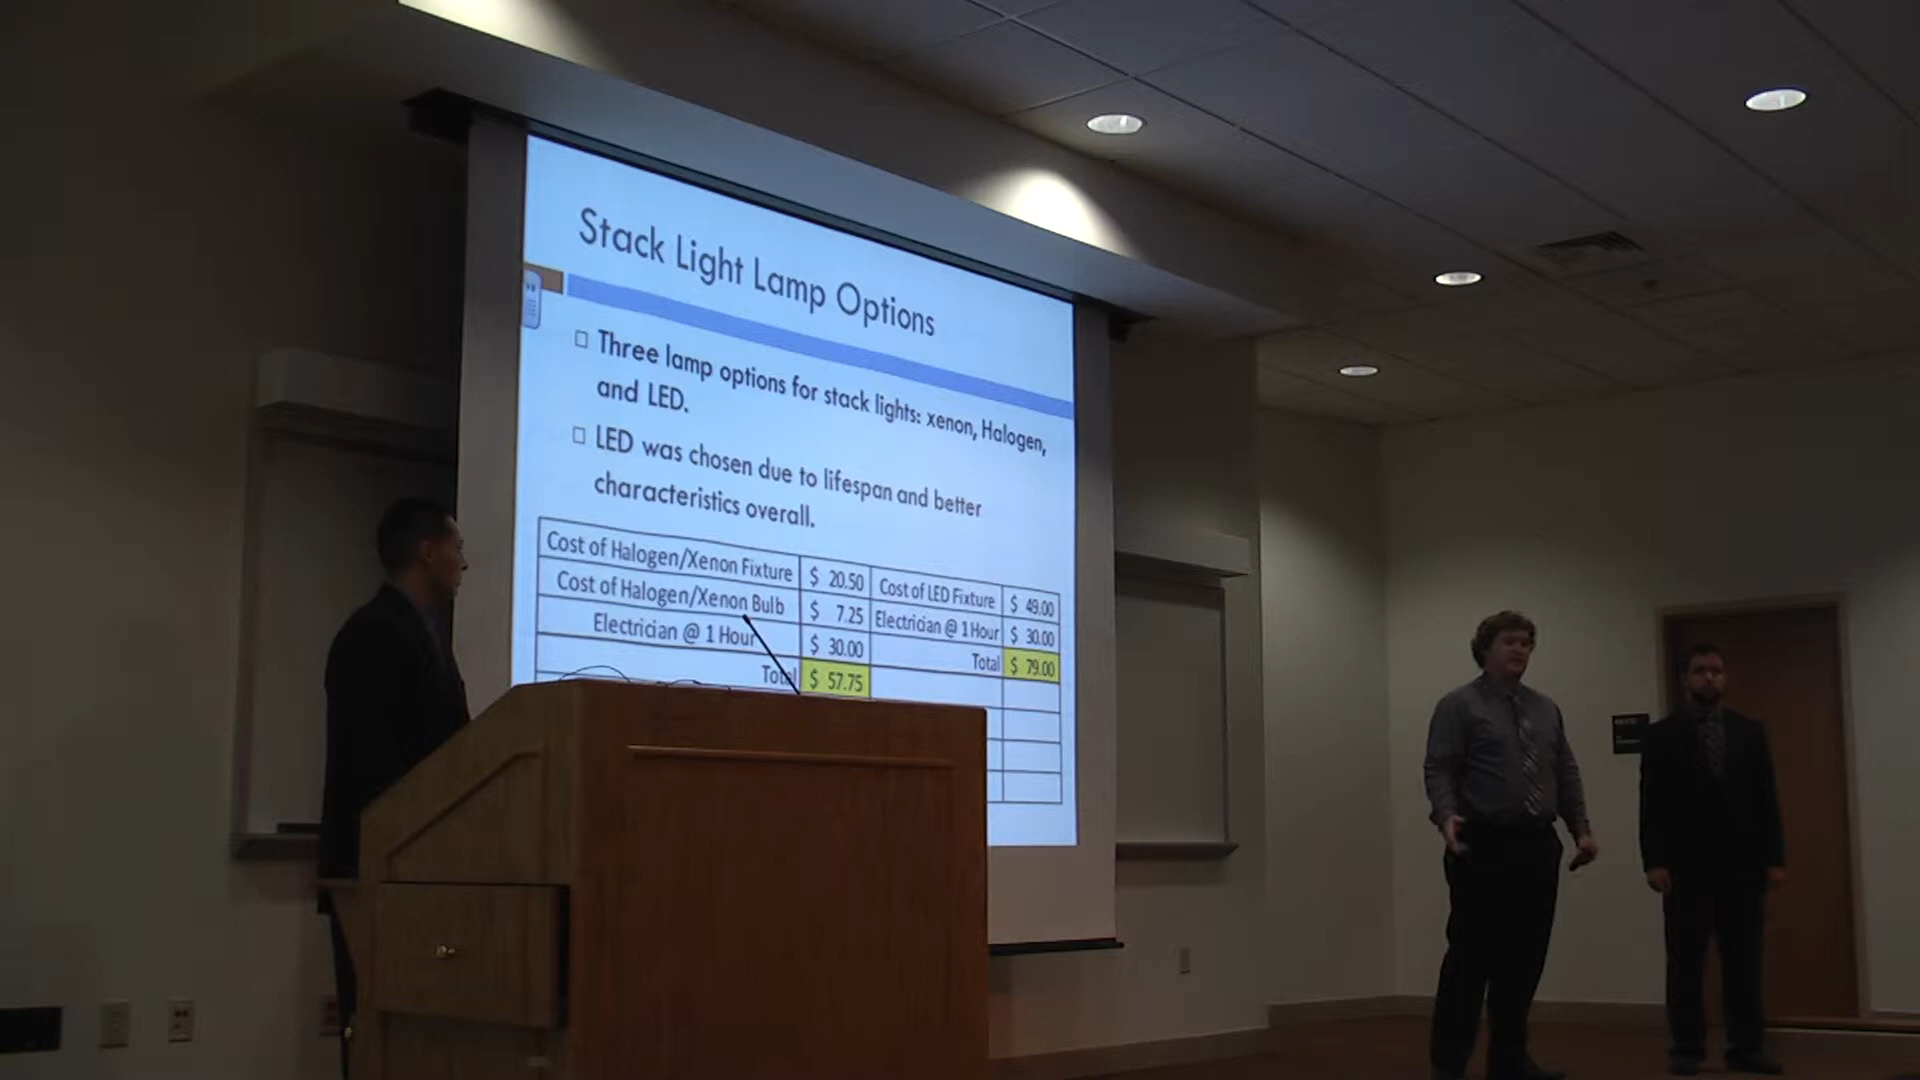 Stack Light Lamp Options
Three lamp options for stack lights: xenon, Halogen,
and LED.
LED was chosen due to lifespan and better
characteristics overall.
Cost of Halogen/Xenon Fixture $ 20.50 Cost of LED Fixture $ 49.00
Cost of Halogen/Xenon Bulb $ 7.25 Electrician @ 1 Hour $ 30.00
Electrician @ 1 Hour $ 30.00 Total $ 79.00
Total $ 57.75